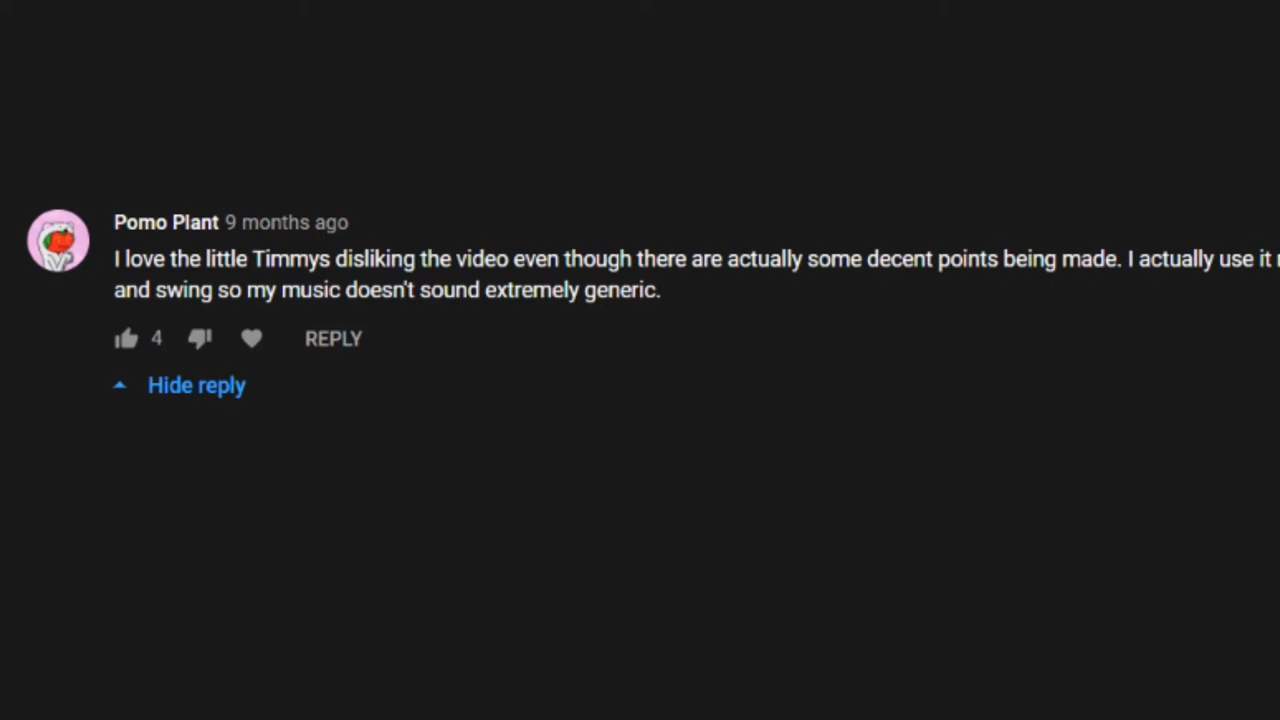 Pomo Plant 9 months ago
I love the little Timmys disliking the video even though there are actually some decent points being made. I actually use it
and swing so my music doesn't sound extremely generic.
4 REPLY
Hide reply